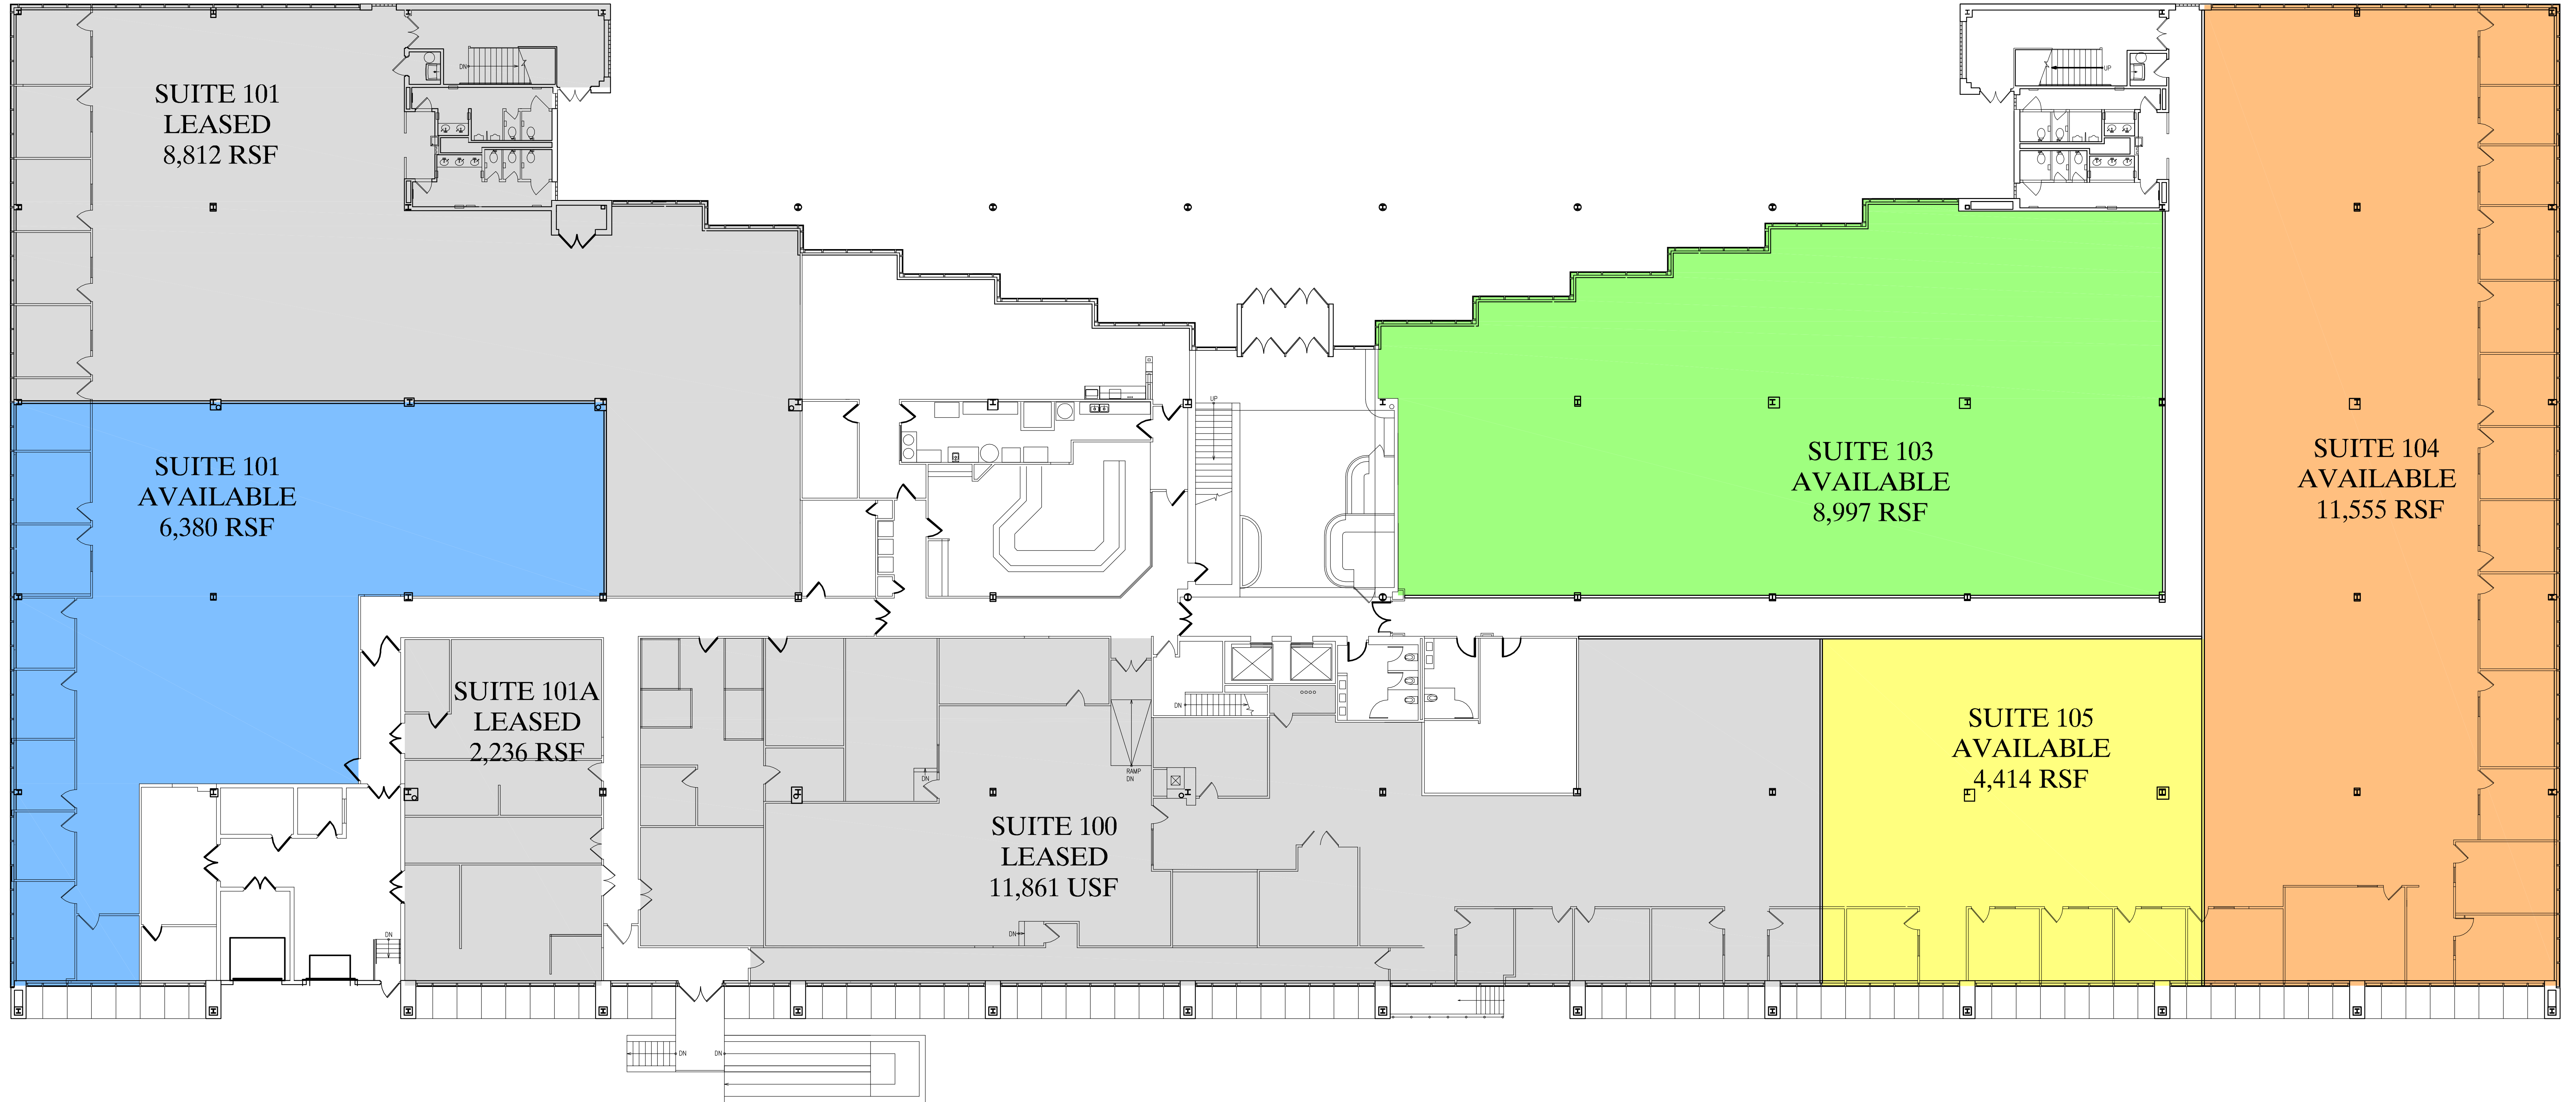 DN
UP
SUITE 101
LEASED
8,812 RSF
UP
SUITE 103
AVAILABLE
8,997 RSF
SUITE 104
AVAILABLE
11,555 RSF
SUITE 101
AVAILABLE
6,380 RSF
SUITE 101A
LEASED
2,236 RSF
DN
SUITE 105
AVAILABLE
4,414 RSF
RAMP
DN
DN
SUITE 100
LEASED
11,861 USF
DN
DN
DN
DN